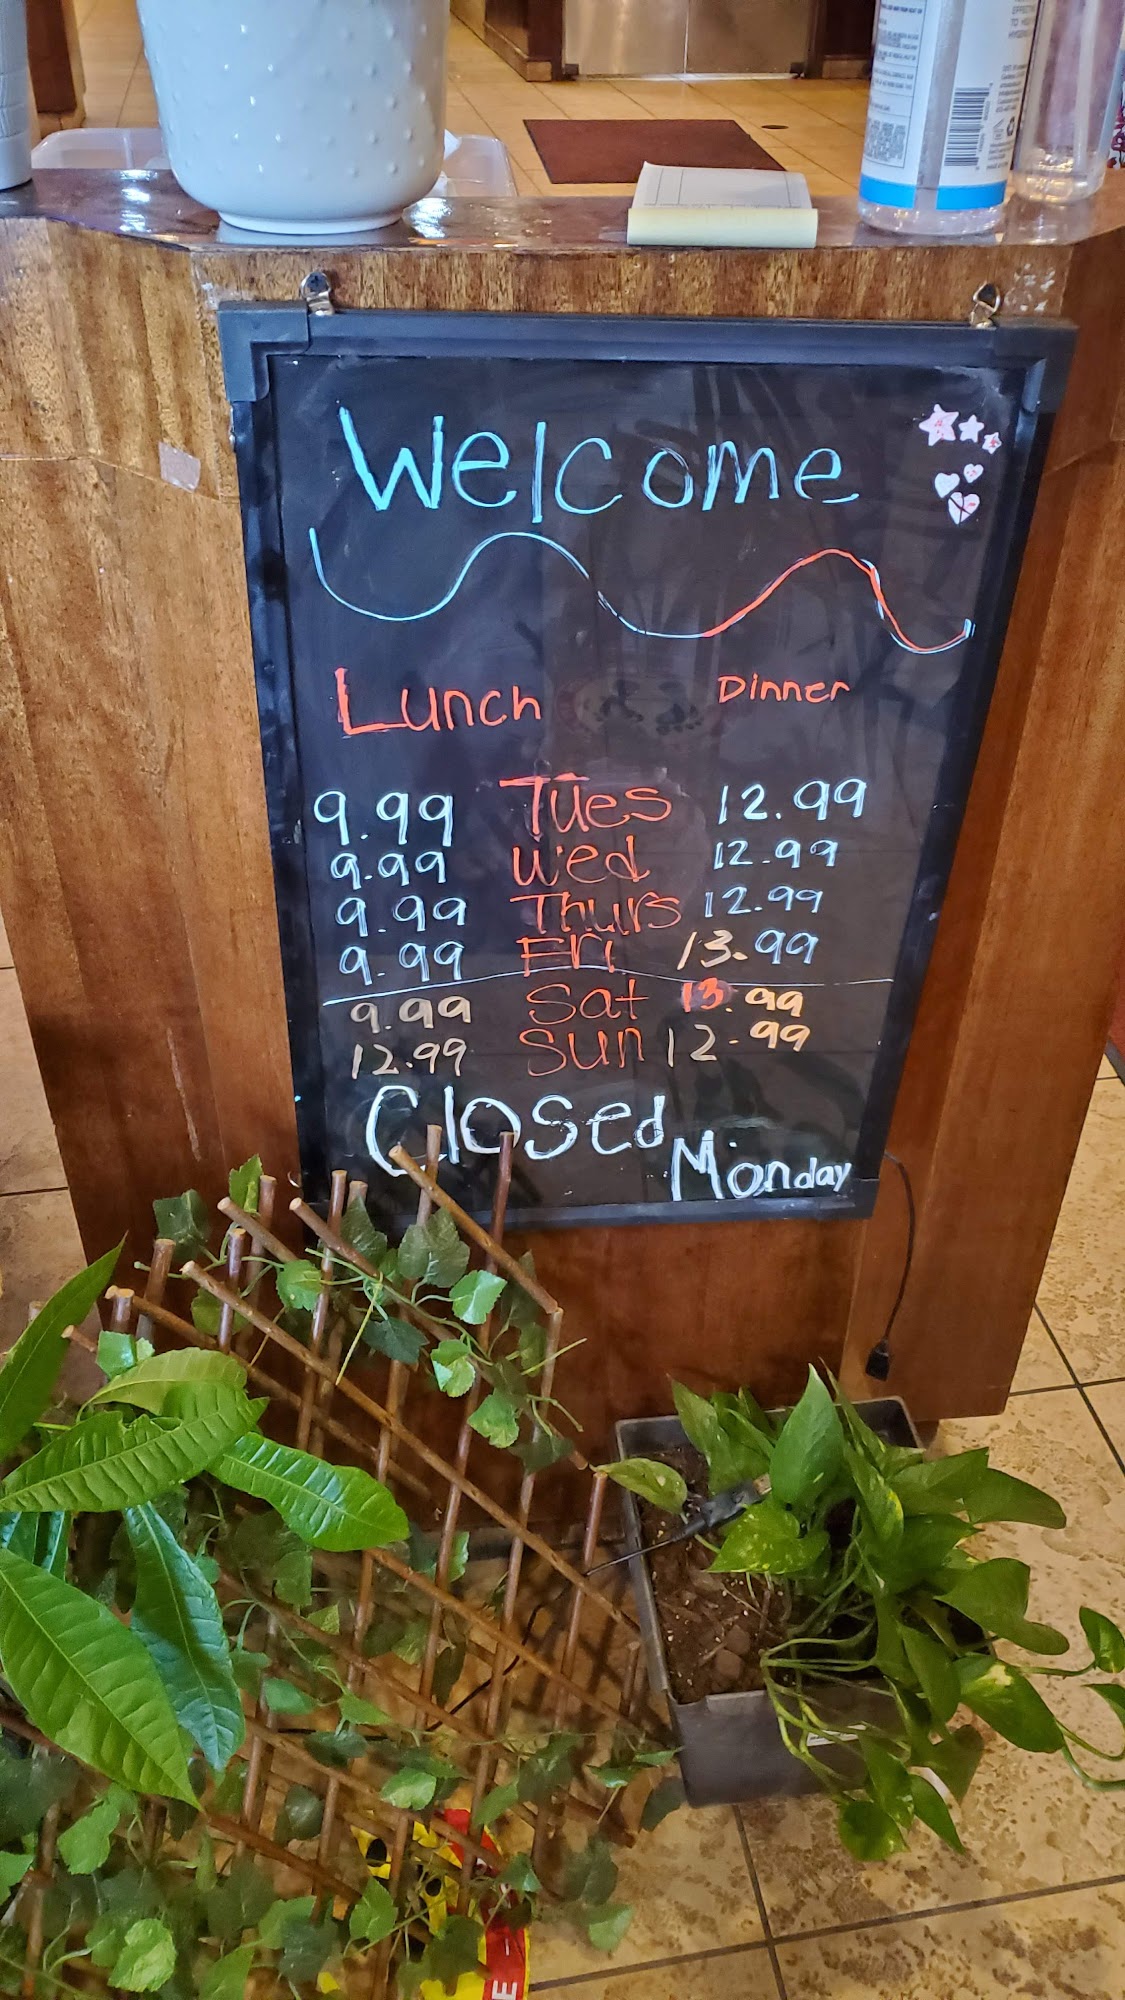 Welcome
Lunch Dinner
9.99 Tues 12.99
9.99 Wed 12.99
9.99 Thurs 12.99
9.99 Fri 13.99
9.99 Sat 13.99
12.99 Sun 12.99
Closed Monday